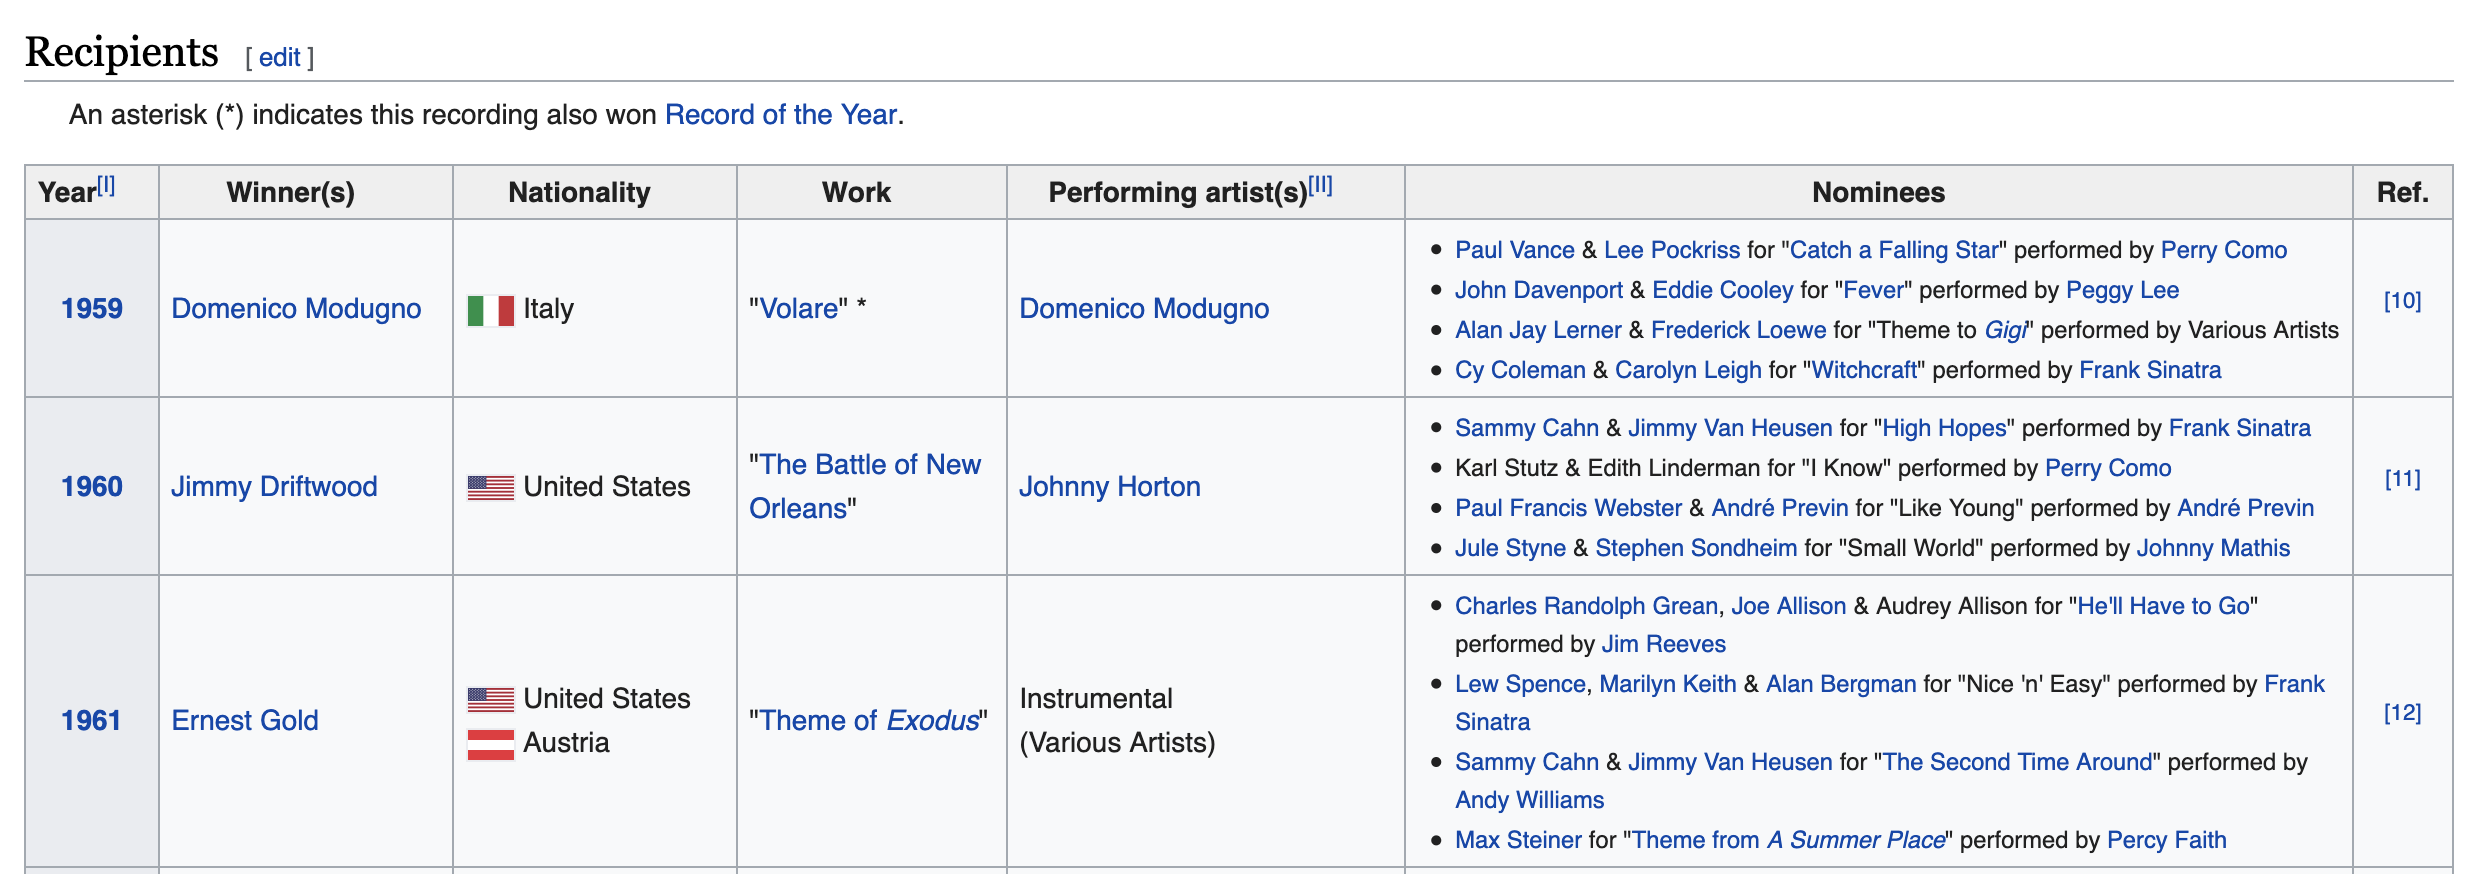 Recipients [ edit ]
An asterisk (*) indicates this recording also won Record of the Year.
Year[I] Winner(s) Nationality Work Performing artist(s)[II] Nominees Ref.
1959 Domenico Modugno Italy "Volare" * Domenico Modugno
Paul Vance & Lee Pockriss for "Catch a Falling Star" performed by Perry Como
John Davenport & Eddie Cooley for "Fever" performed by Peggy Lee
Alan Jay Lerner & Frederick Loewe for "Theme to Gigi" performed by Various Artists
Cy Coleman & Carolyn Leigh for "Witchcraft" performed by Frank Sinatra
[10]
1960 Jimmy Driftwood United States
"The Battle of New
Orleans"
Johnny Horton
Sammy Cahn & Jimmy Van Heusen for "High Hopes" performed by Frank Sinatra
Karl Stutz & Edith Linderman for "I Know" performed by Perry Como
Paul Francis Webster & André Previn for "Like Young" performed by André Previn
Jule Styne & Stephen Sondheim for "Small World" performed by Johnny Mathis
[11]
1961 Ernest Gold
United States
Austria
"Theme of Exodus"
Instrumental
(Various Artists)
Charles Randolph Grean, Joe Allison & Audrey Allison for "He'll Have to Go"
performed by Jim Reeves
Lew Spence, Marilyn Keith & Alan Bergman for "Nice 'n' Easy" performed by Frank
Sinatra
Sammy Cahn & Jimmy Van Heusen for "The Second Time Around" performed by
Andy Williams
Max Steiner for "Theme from A Summer Place" performed by Percy Faith
[12]